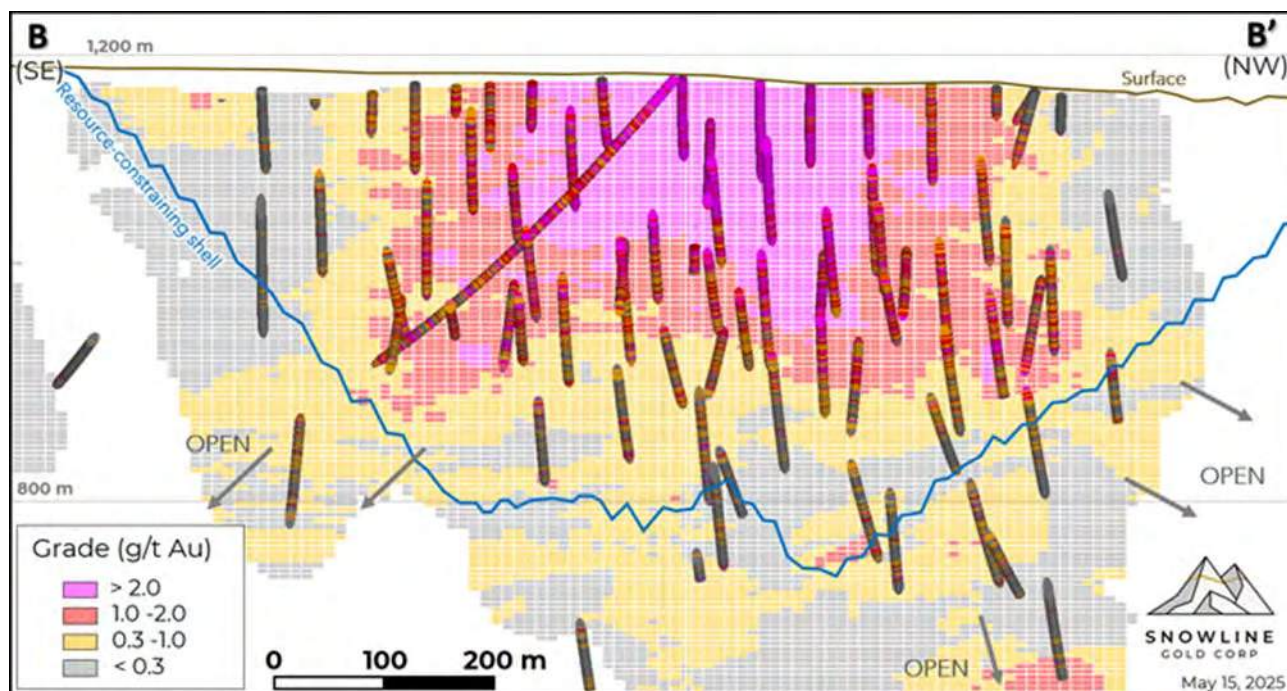 B
(SE)
1,200 m
B'
(NW)
Surface
Resource-constraining shell
OPEN
OPEN
800 m
Grade (g/t Au)
> 2.0
1.0 -2.0
0.3 -1.0
< 0.3
0 100 200 m
OPEN
SNOWLINE
GOLD CORP
May 15, 2025